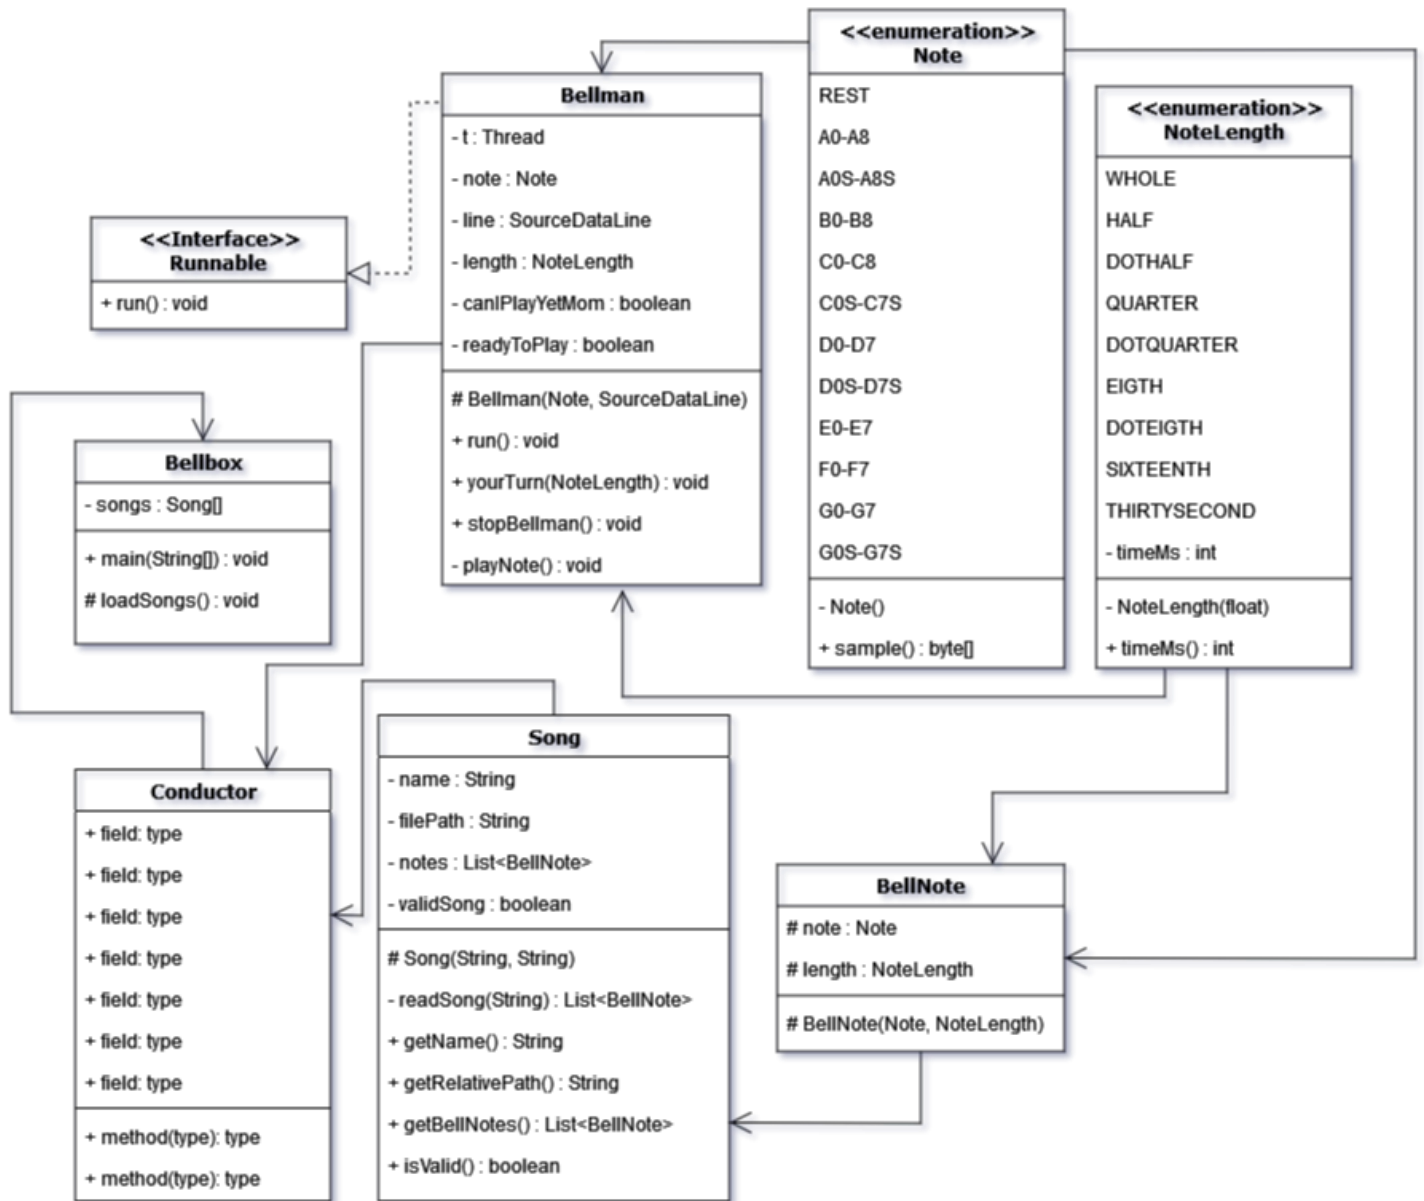 <<enumeration>>
Note
REST
A0-A8
A0S-A8S
B0-B8
C0-C8
C0S-C7S
D0-D7
D0S-D7S
E0-E7
F0-F7
G0-G7
G0S-G7S
- Note()
+ sample() : byte[]
Bellman
- t : Thread
- note : Note
- line : SourceDataLine
- length : NoteLength
- canIPlayYetMom : boolean
- readyToPlay : boolean
# Bellman(Note, SourceDataLine)
+ run() : void
+ yourTurn(NoteLength) : void
+ stopBellman() : void
- playNote() : void
<<enumeration>>
NoteLength
WHOLE
HALF
DOTHALF
QUARTER
DOTQUARTER
EIGTH
DOTEIGTH
SIXTEENTH
THIRTYSECOND
- timeMs : int
- NoteLength(float)
+ timeMs() : int
<<Interface>>
Runnable
+ run() : void
Bellbox
- songs : Song[]
+ main(String[]) : void
# loadSongs() : void
Song
- name : String
- filePath : String
- notes : List<BellNote>
- validSong : boolean
# Song(String, String)
- readSong(String) : List<BellNote>
+ getName() : String
+ getRelativePath() : String
+ getBellNotes() : List<BellNote>
+ isValid() : boolean
Conductor
+ field: type
+ field: type
+ field: type
+ field: type
+ field: type
+ field: type
+ field: type
+ method(type): type
+ method(type): type
BellNote
# note : Note
# length : NoteLength
# BellNote(Note, NoteLength)